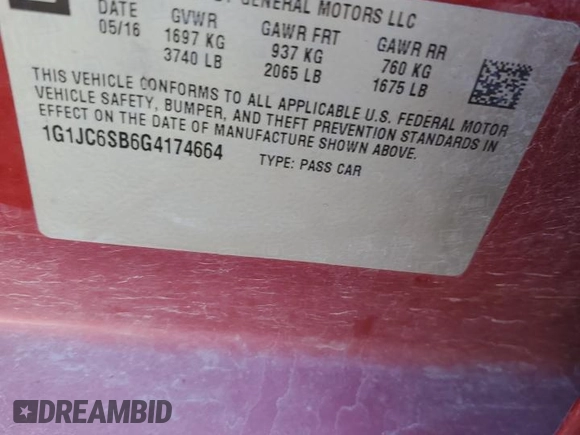 GENERAL MOTORS LLC
DATE GVWR GAWR FRT GAWR RR
05/16 1697 KG 937 KG 760 KG
3740 LB 2065 LB 1675 LB
THIS VEHICLE CONFORMS TO ALL APPLICABLE U.S. FEDERAL MOTOR
VEHICLE SAFETY, BUMPER, AND THEFT PREVENTION STANDARDS IN
EFFECT ON THE DATE OF MANUFACTURE SHOWN ABOVE.
1G1JC6SB6G4174664 TYPE: PASS CAR
DREAMBID